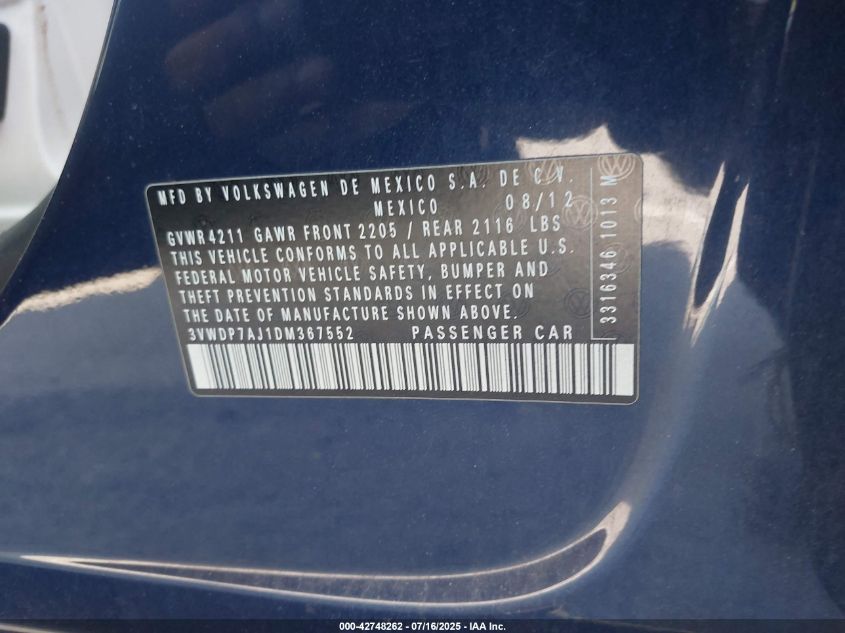 MFD BY VOLKSWAGEN DE MEXICO S.A. DE C.V.
MEXICO 08/12
GVWR4211 GAWR FRONT 2205 / REAR 2116 LBS
THIS VEHICLE CONFORMS TO ALL APPLICABLE U.S.
FEDERAL MOTOR VEHICLE SAFETY, BUMPER AND
THEFT PREVENTION STANDARDS IN EFFECT ON
THE DATE OF MANUFACTURE SHOWN ABOVE.
3VWDP7AJ1DM367552 PASSENGER CAR
3316346 1013 M
000-42748262 - 07/16/2025 - IAA Inc.